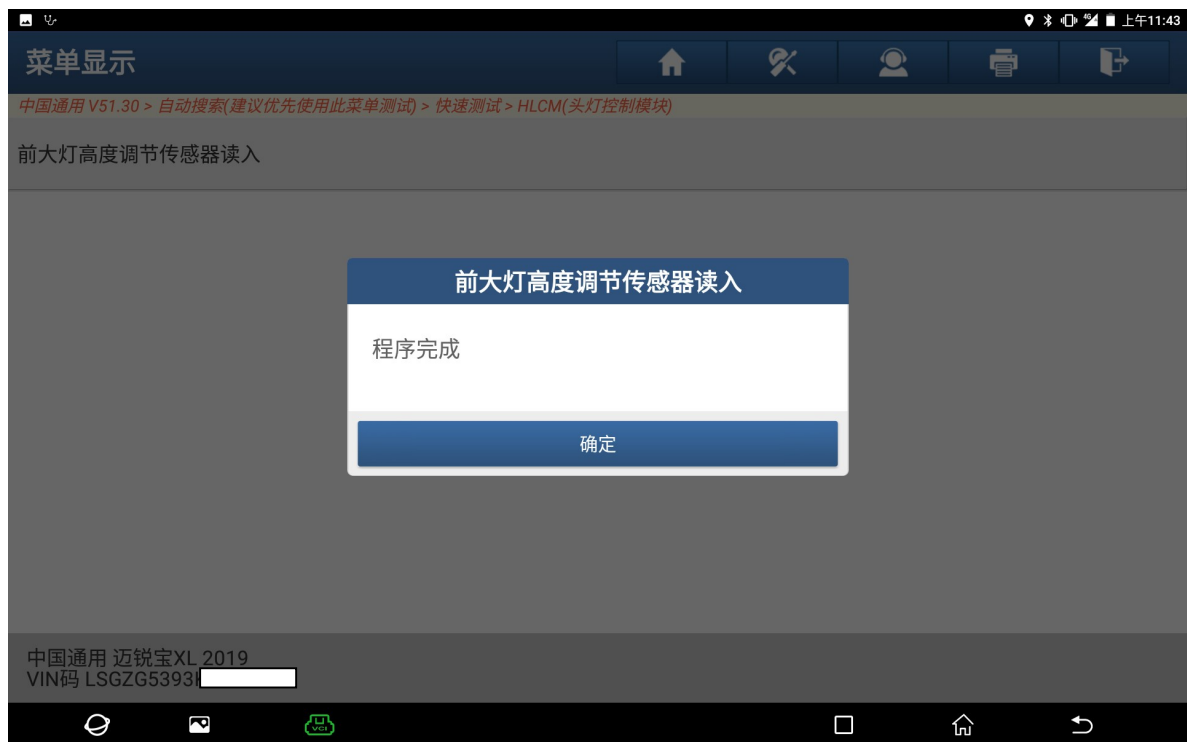 4G 上午11:43
菜单显示
中国通用 V51.30 > 自动搜索(建议优先使用此菜单测试) > 快速测试 > HLCM(头灯控制模块)
前大灯高度调节传感器读入
前大灯高度调节传感器读入
程序完成
确定
中国通用 迈锐宝XL 2019
VIN码 LSGZG5393
VCI